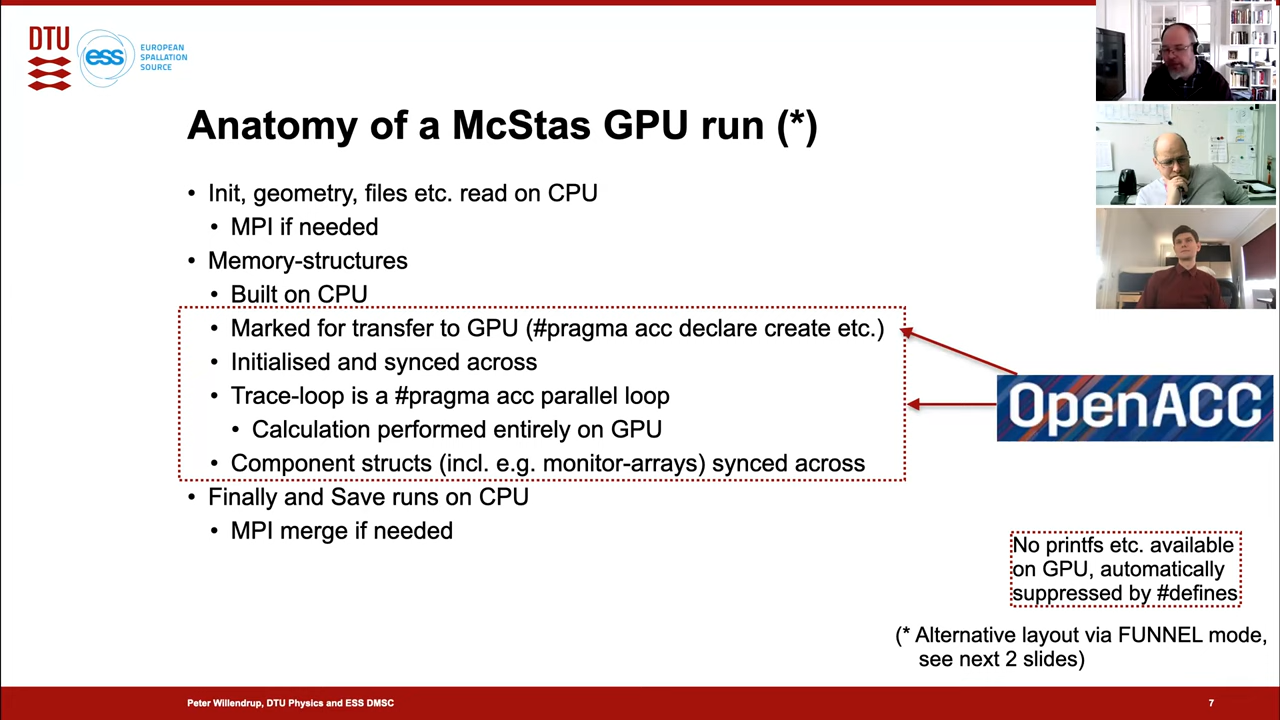 DTU
ess
EUROPEAN
SPALLATION
SOURCE
Anatomy of a McStas GPU run (*)
• Init, geometry, files etc. read on CPU
• MPI if needed
• Memory-structures
• Built on CPU
• Marked for transfer to GPU (#pragma acc declare create etc.)
• Initialised and synced across
• Trace-loop is a #pragma acc parallel loop
• Calculation performed entirely on GPU
• Component structs (incl. e.g. monitor-arrays) synced across
• Finally and Save runs on CPU
• MPI merge if needed
OpenACC
No printfs etc. available
on GPU, automatically
suppressed by #defines
(* Alternative layout via FUNNEL mode,
see next 2 slides)
Peter Willendrup, DTU Physics and ESS DMSC
7